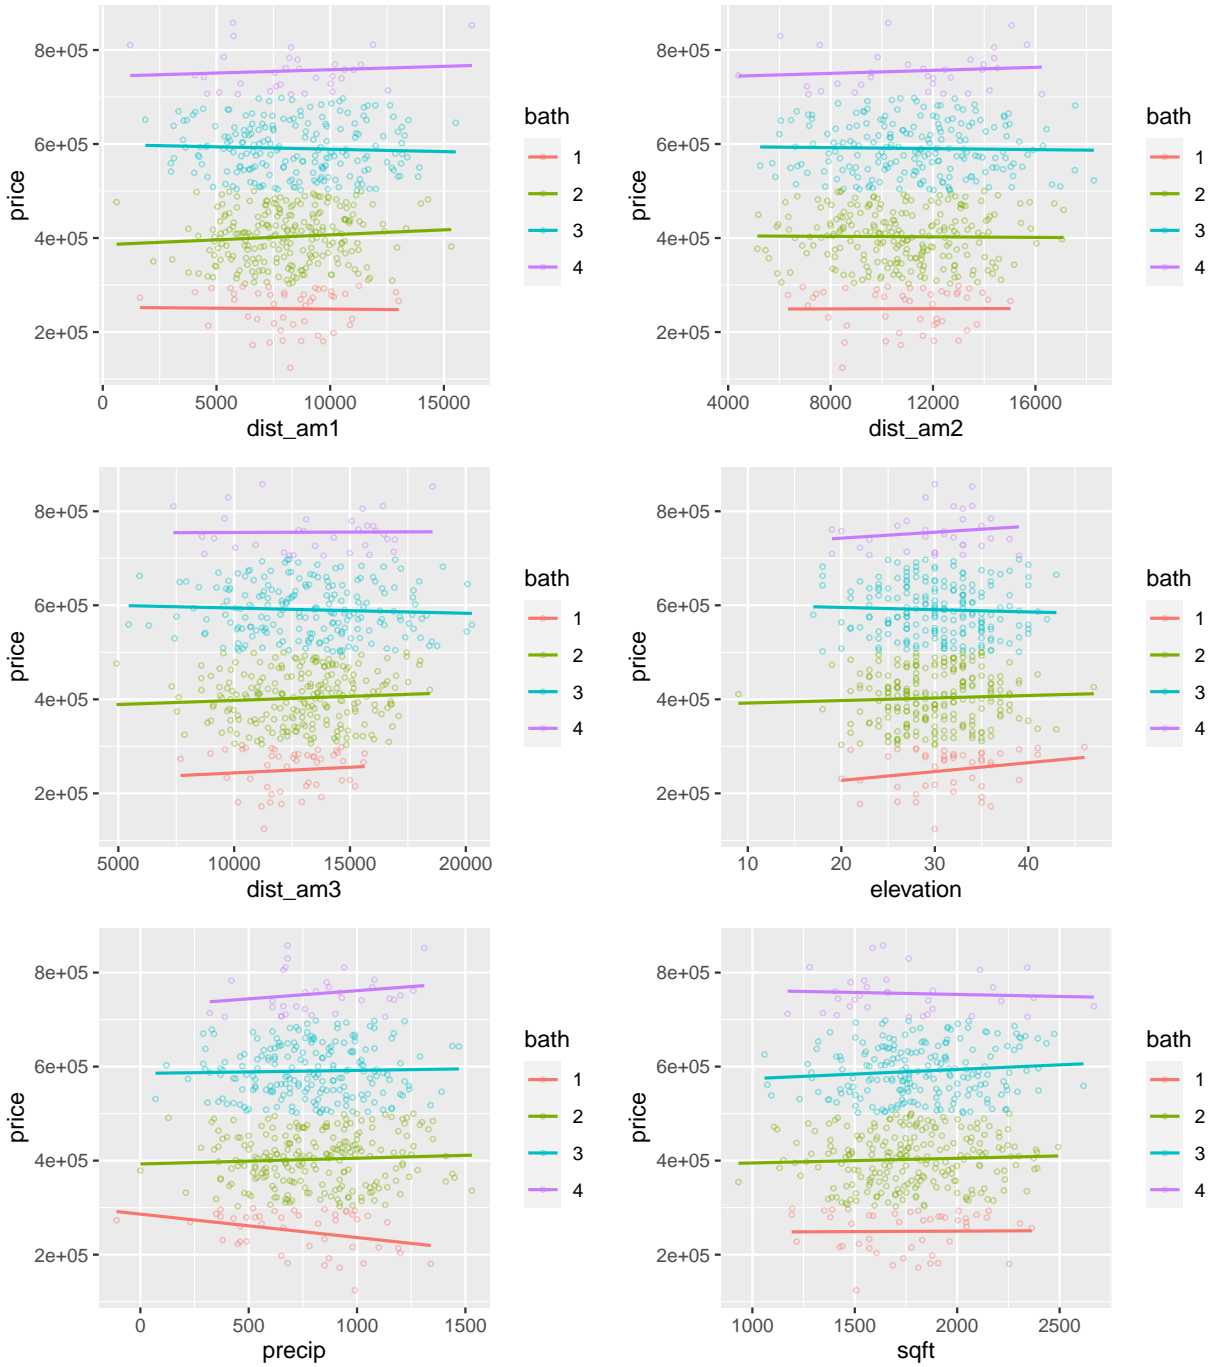 price
8e+05
6e+05
4e+05
2e+05
0
5000
10000
15000
dist_am1
bath
1
2
3
4
price
8e+05
6e+05
4e+05
2e+05
4000
8000
12000
16000
dist_am2
bath
1
2
3
4
price
8e+05
6e+05
4e+05
2e+05
5000
10000
15000
20000
dist_am3
bath
1
2
3
4
price
8e+05
6e+05
4e+05
2e+05
10
20
30
40
elevation
bath
1
2
3
4
price
8e+05
6e+05
4e+05
2e+05
0
500
1000
1500
precip
bath
1
2
3
4
price
8e+05
6e+05
4e+05
2e+05
1000
1500
2000
2500
sqft
bath
1
2
3
4